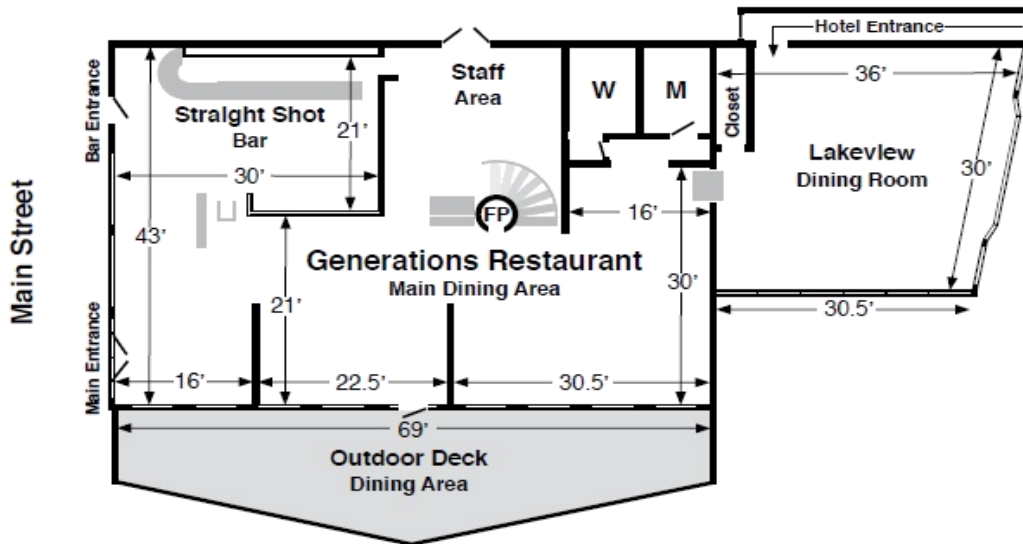 Hotel Entrance
Bar Entrance
Straight Shot
Bar
21'
30'
43'
Staff
Area
W
M
Closet
36'
Lakeview
Dining Room
30'
30.5'
FP
16'
Main Street
Generations Restaurant
Main Dining Area
21'
30'
Main Entrance
16'
22.5'
30.5'
69'
Outdoor Deck
Dining Area